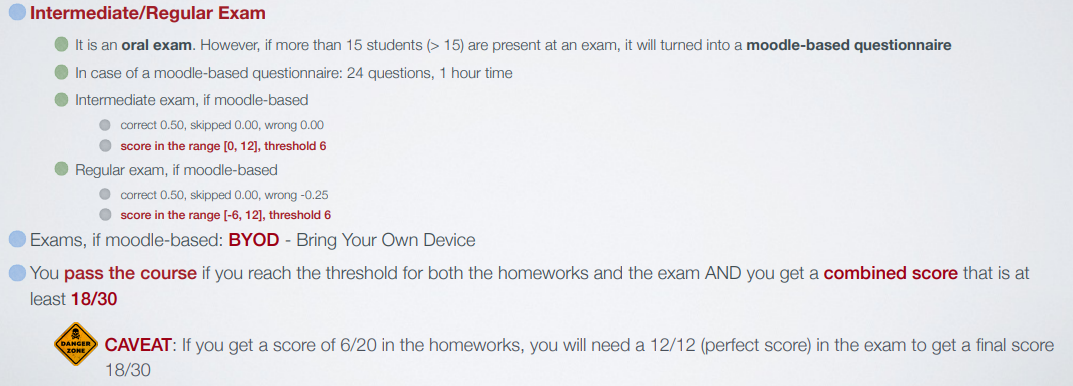 Intermediate/Regular Exam
It is an oral exam. However, if more than 15 students (> 15) are present at an exam, it will turned into a moodle-based questionnaire
In case of a moodle-based questionnaire: 24 questions, 1 hour time
Intermediate exam, if moodle-based
correct 0.50, skipped 0.00, wrong 0.00
score in the range [0, 12], threshold 6
Regular exam, if moodle-based
correct 0.50, skipped 0.00, wrong -0.25
score in the range [-6, 12], threshold 6
Exams, if moodle-based: BYOD - Bring Your Own Device
You pass the course if you reach the threshold for both the homeworks and the exam AND you get a combined score that is at
least 18/30
DANGER
ZONE
CAVEAT: If you get a score of 6/20 in the homeworks, you will need a 12/12 (perfect score) in the exam to get a final score
18/30